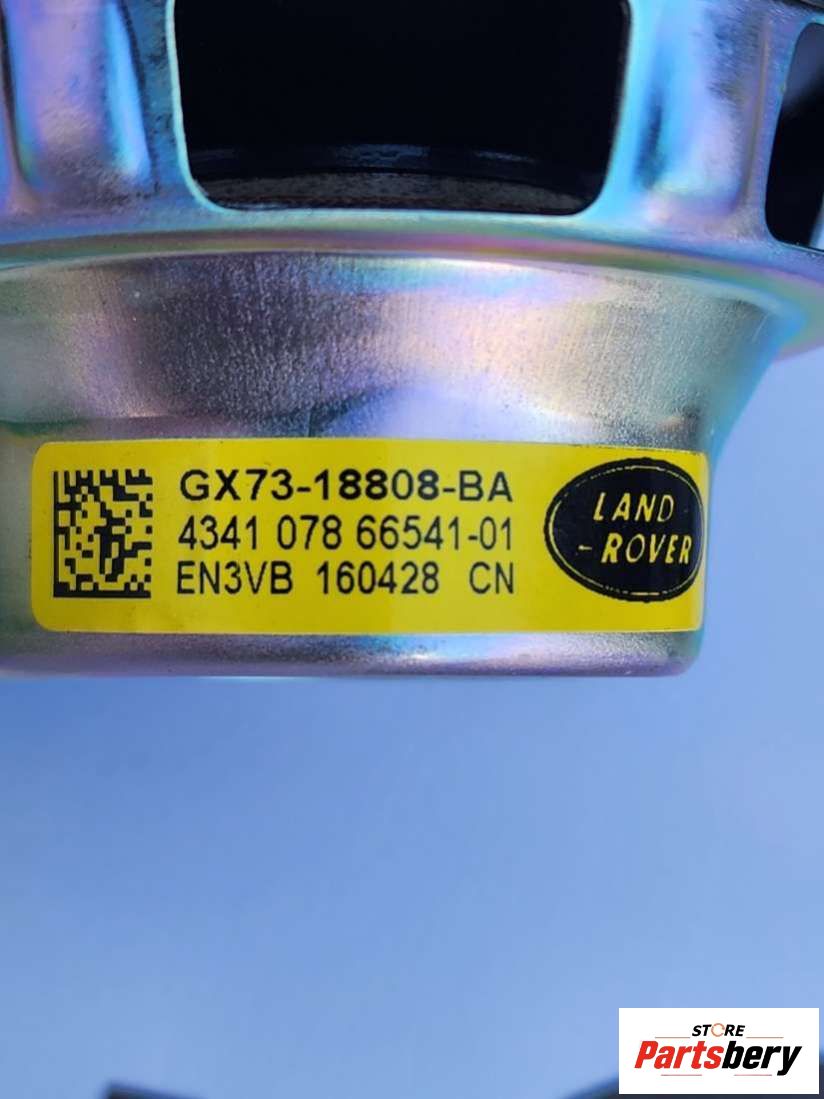 GX73-18808-BA
4341 078 66541-01
EN3VB 160428 CN
LAND
-ROVER
STORE
Partsbery